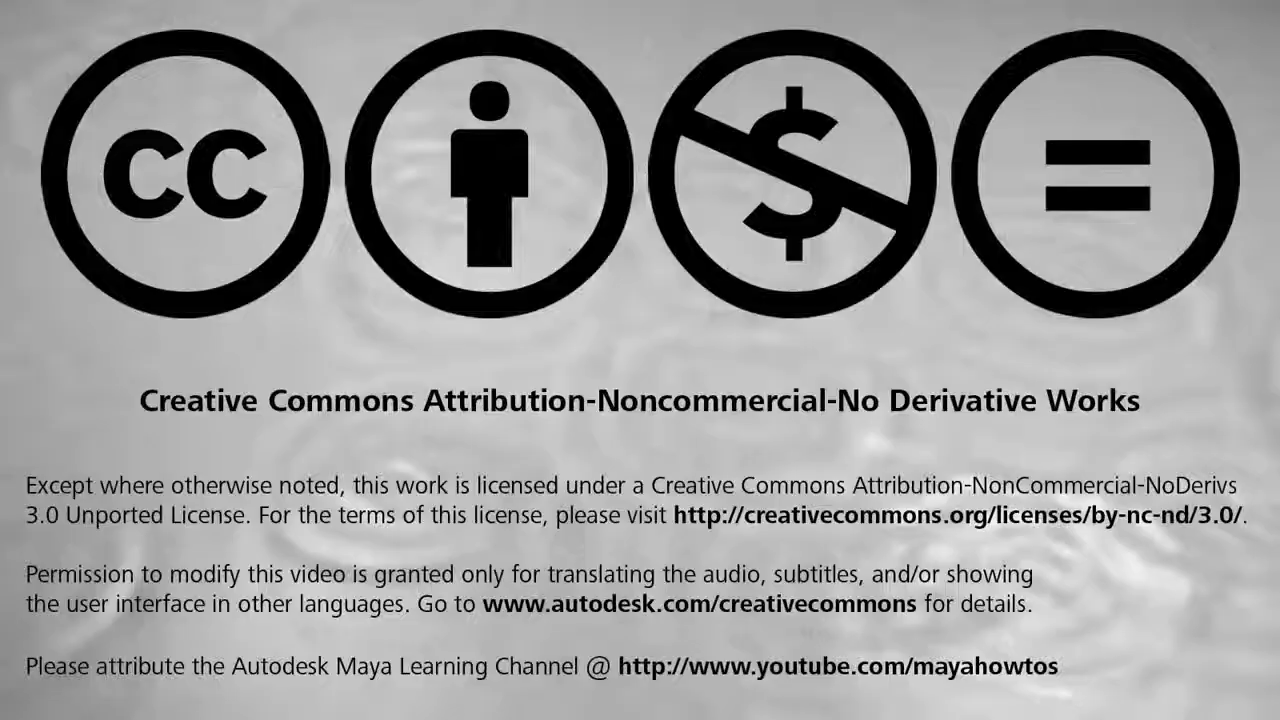 cc
$
=
Creative Commons Attribution-Noncommercial-No Derivative Works
Except where otherwise noted, this work is licensed under a Creative Commons Attribution-NonCommercial-NoDerivs
3.0 Unported License. For the terms of this license, please visit http://creativecommons.org/licenses/by-nc-nd/3.0/.
Permission to modify this video is granted only for translating the audio, subtitles, and/or showing
the user interface in other languages. Go to www.autodesk.com/creativecommons for details.
Please attribute the Autodesk Maya Learning Channel @ http://www.youtube.com/mayahowtos